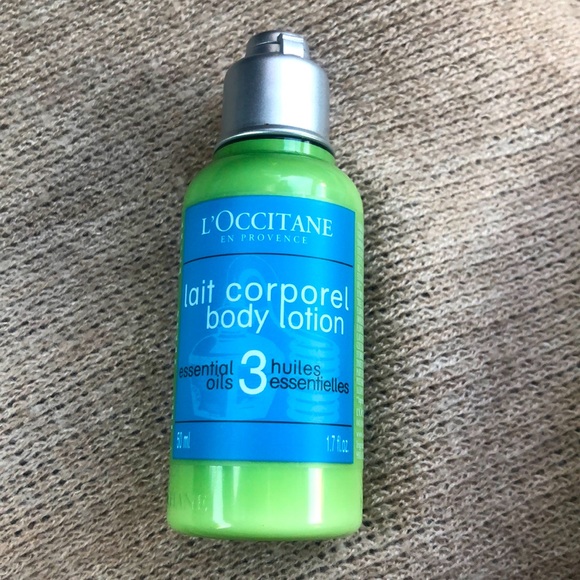 L'OCCITANE
EN PROVENCE
lait corporel
body lotion
essential 3 huiles
oils essentielles
50 ml 1.7 fl.oz.